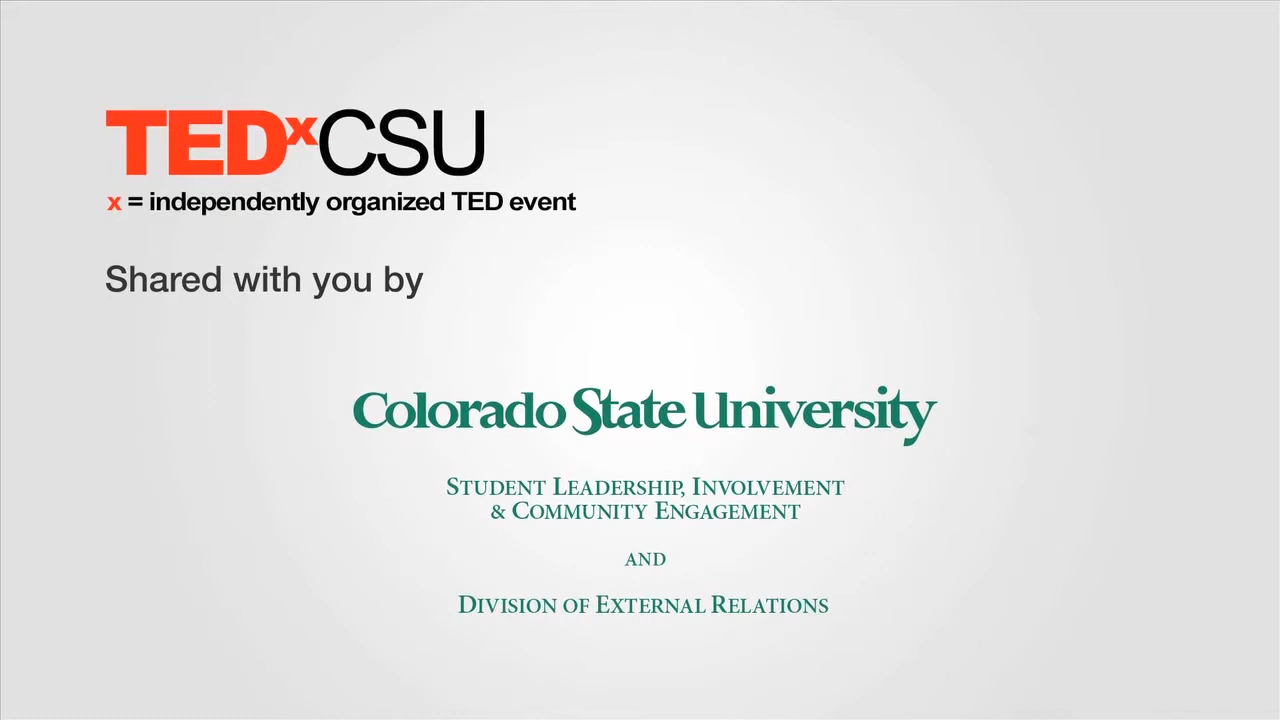 TEDxCSU
x = independently organized TED event
Shared with you by
Colorado State University
Student Leadership, Involvement
& Community Engagement
and
Division of External Relations